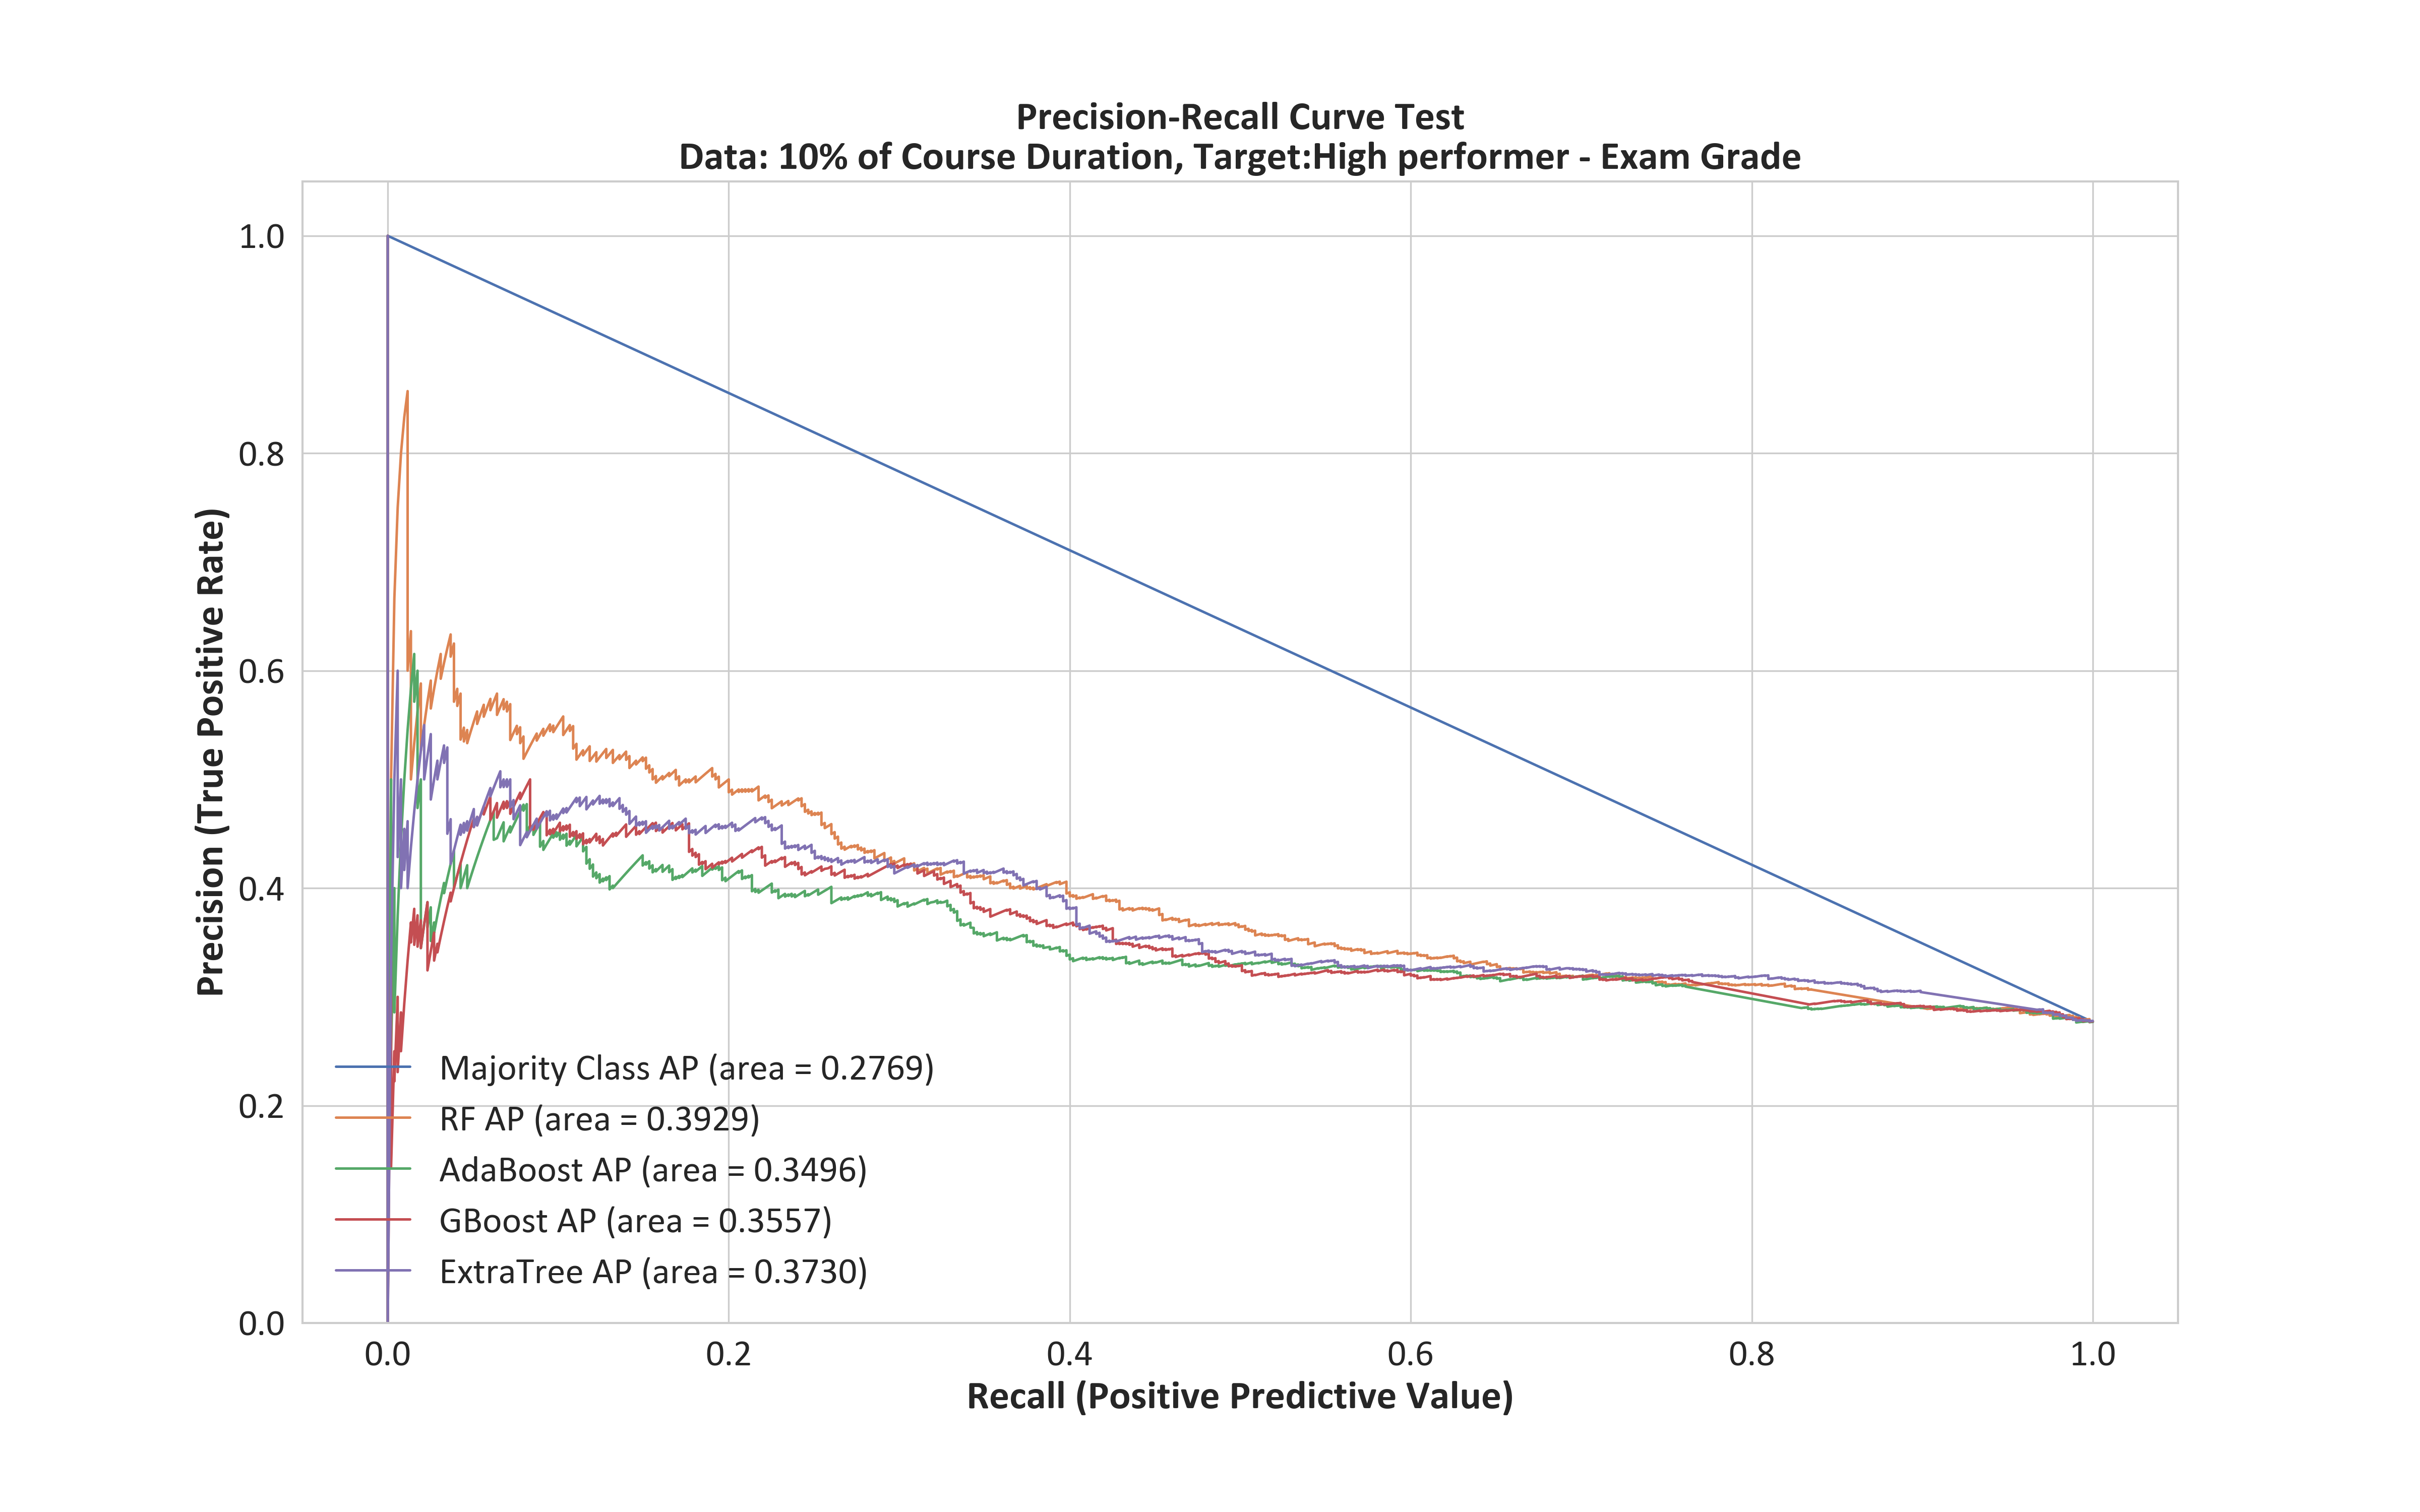 Precision-Recall Curve Test
Data: 10% of Course Duration, Target:High performer - Exam Grade
Precision (True Positive Rate)
1.0
0.8
0.6
0.4
0.2
0.0
Majority Class AP (area = 0.2769)
RF AP (area = 0.3929)
AdaBoost AP (area = 0.3496)
GBoost AP (area = 0.3557)
ExtraTree AP (area = 0.3730)
0.0 0.2 0.4 0.6 0.8 1.0
Recall (Positive Predictive Value)